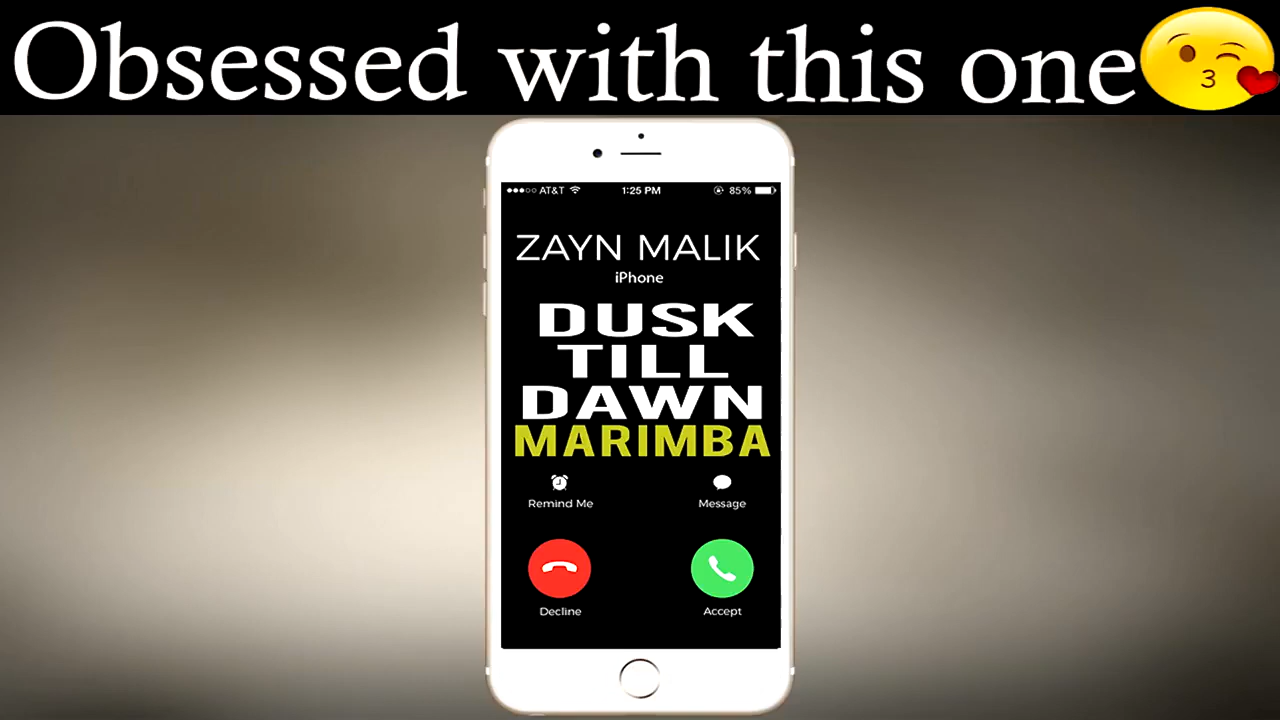 Obsessed with this one
AT&T 1:25 PM 85%
ZAYN MALIK
iPhone
DUSK
TILL
DAWN
MARIMBA
Remind Me Message
Decline Accept